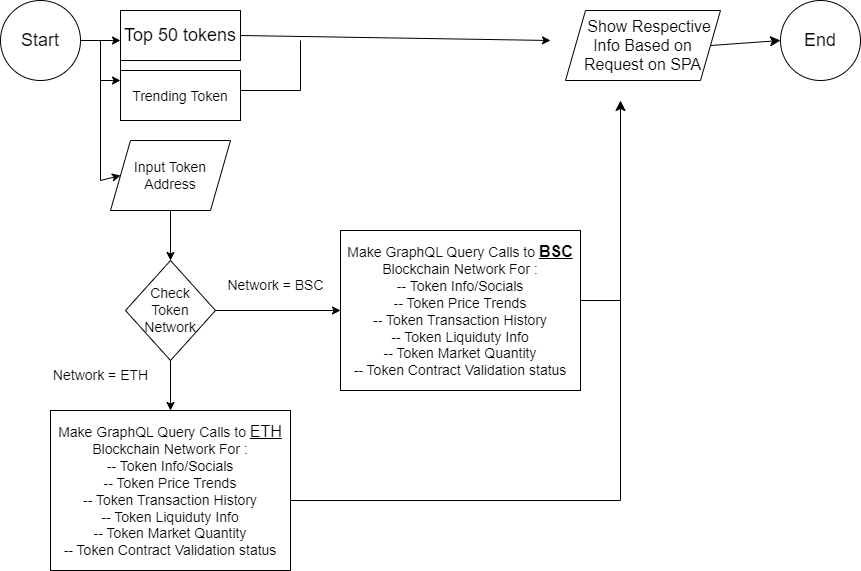 Start
Top 50 tokens
Trending Token
Show Respective
Info Based on
Request on SPA
End
Input Token
Address
Check
Token
Network
Network = BSC
Make GraphQL Query Calls to BSC
Blockchain Network For :
-- Token Info/Socials
-- Token Price Trends
-- Token Transaction History
-- Token Liquiduty Info
-- Token Market Quantity
-- Token Contract Validation status
Network = ETH
Make GraphQL Query Calls to ETH
Blockchain Network For :
-- Token Info/Socials
-- Token Price Trends
-- Token Transaction History
-- Token Liquiduty Info
-- Token Market Quantity
-- Token Contract Validation status